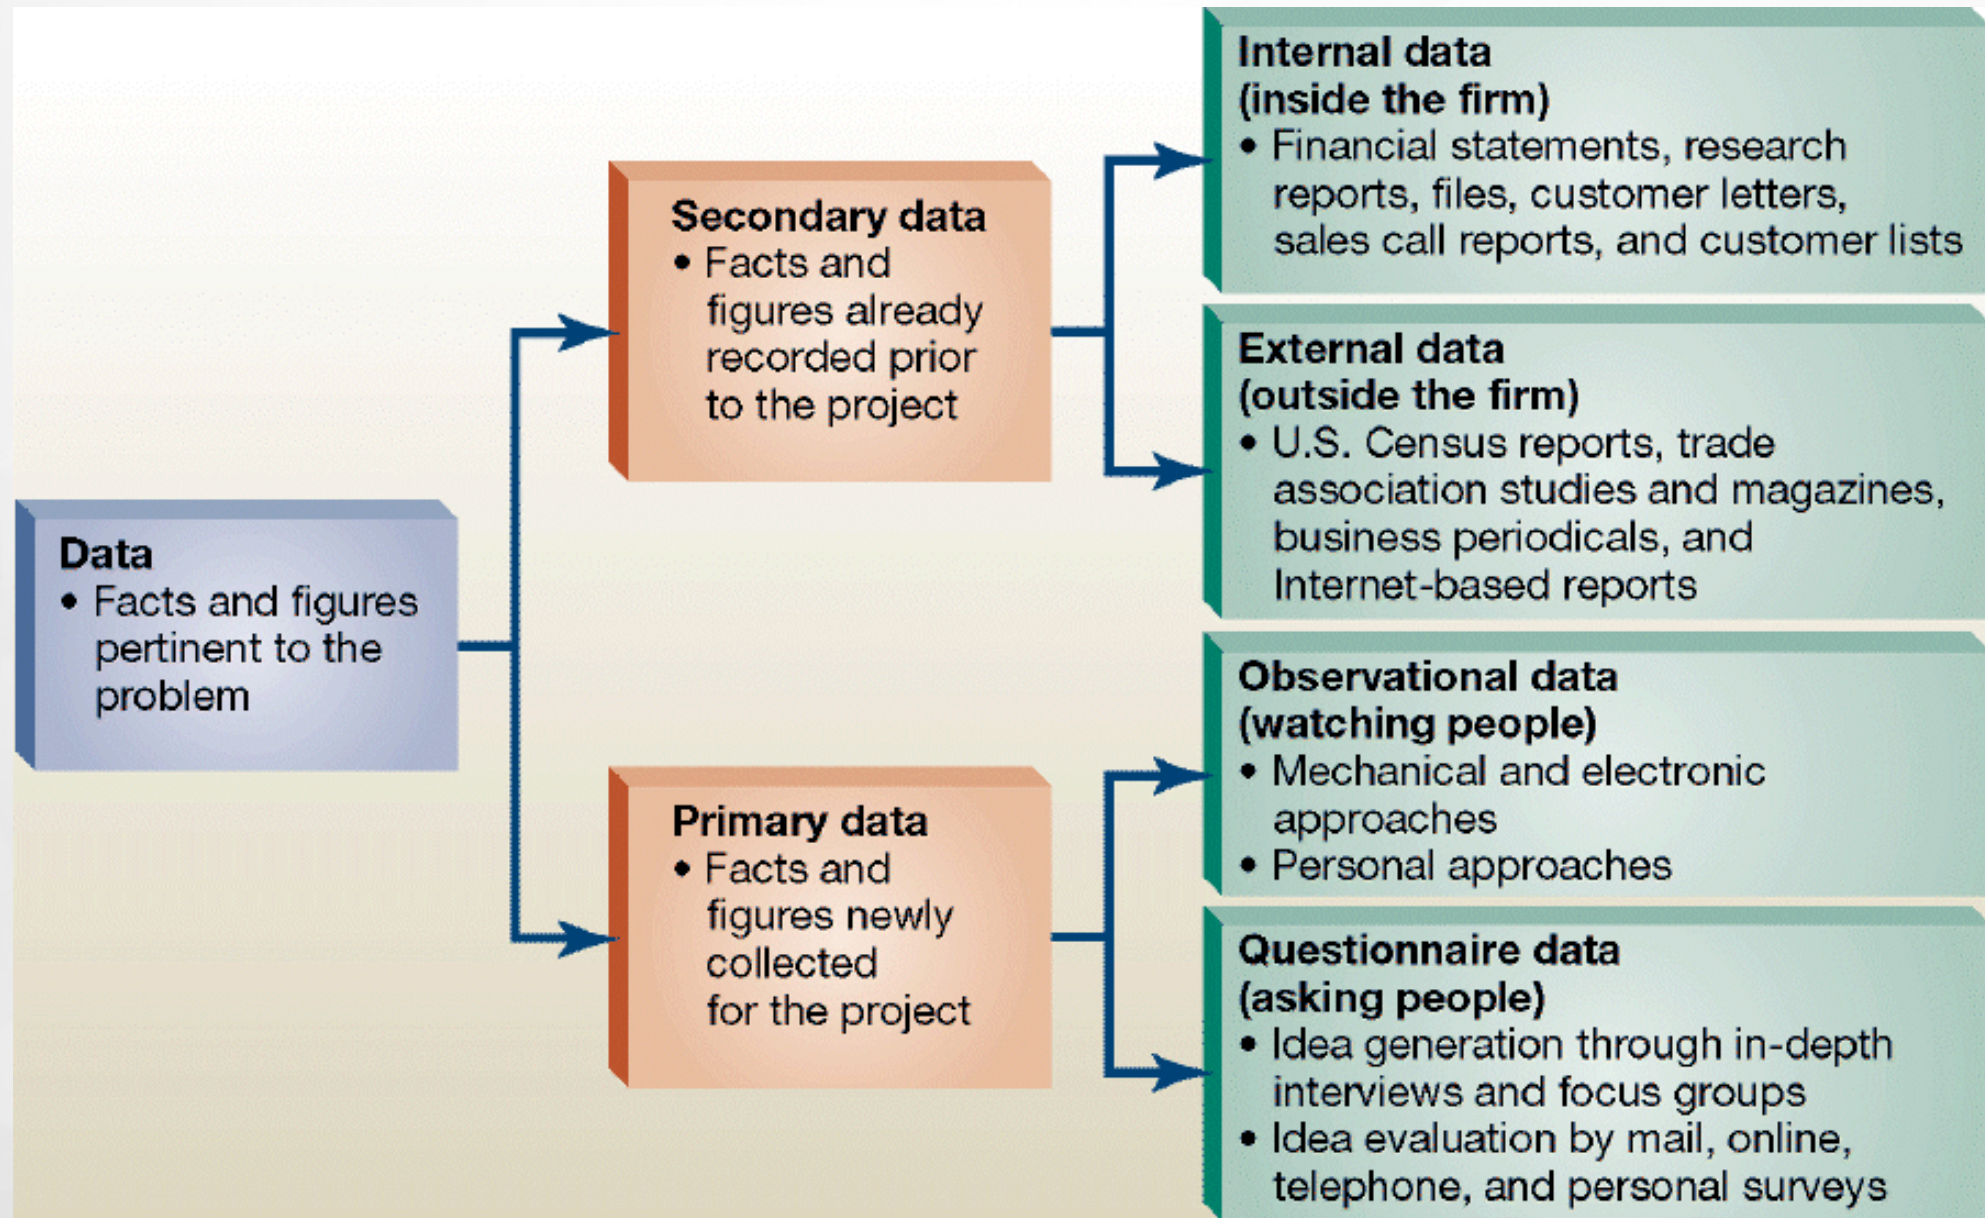 Data
• Facts and figures
pertinent to the
problem
Secondary data
• Facts and
figures already
recorded prior
to the project
Primary data
• Facts and
figures newly
collected
for the project
Internal data
(inside the firm)
• Financial statements, research
reports, files, customer letters,
sales call reports, and customer lists
External data
(outside the firm)
• U.S. Census reports, trade
association studies and magazines,
business periodicals, and
Internet-based reports
Observational data
(watching people)
• Mechanical and electronic
approaches
• Personal approaches
Questionnaire data
(asking people)
• Idea generation through in-depth
interviews and focus groups
• Idea evaluation by mail, online,
telephone, and personal surveys